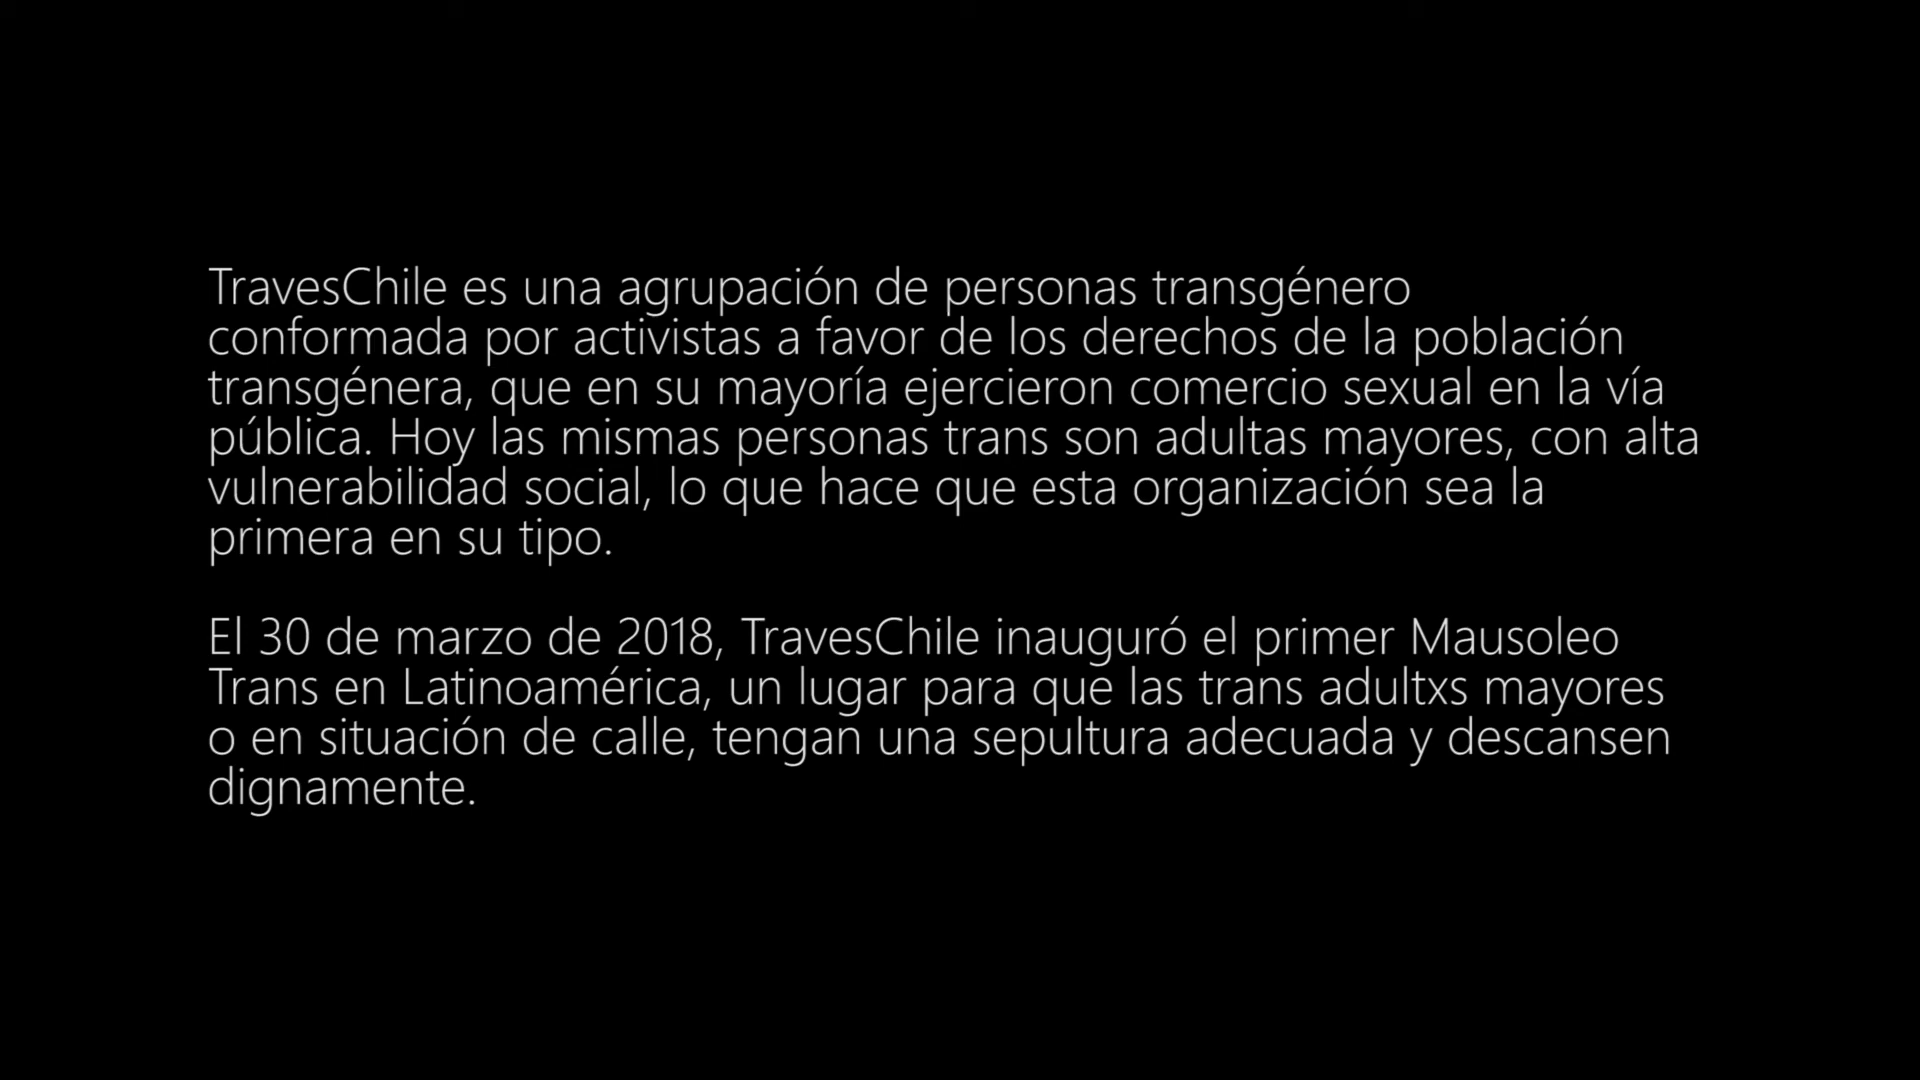 TravesChile es una agrupación de personas transgénero
conformada por activistas a favor de los derechos de la población
transgénera, que en su mayoría ejercieron comercio sexual en la vía
pública. Hoy las mismas personas trans son adultas mayores, con alta
vulnerabilidad social, lo que hace que esta organización sea la
primera en su tipo.
El 30 de marzo de 2018, TravesChile inauguró el primer Mausoleo
Trans en Latinoamérica, un lugar para que las trans adultxs mayores
o en situación de calle, tengan una sepultura adecuada y descansen
dignamente.